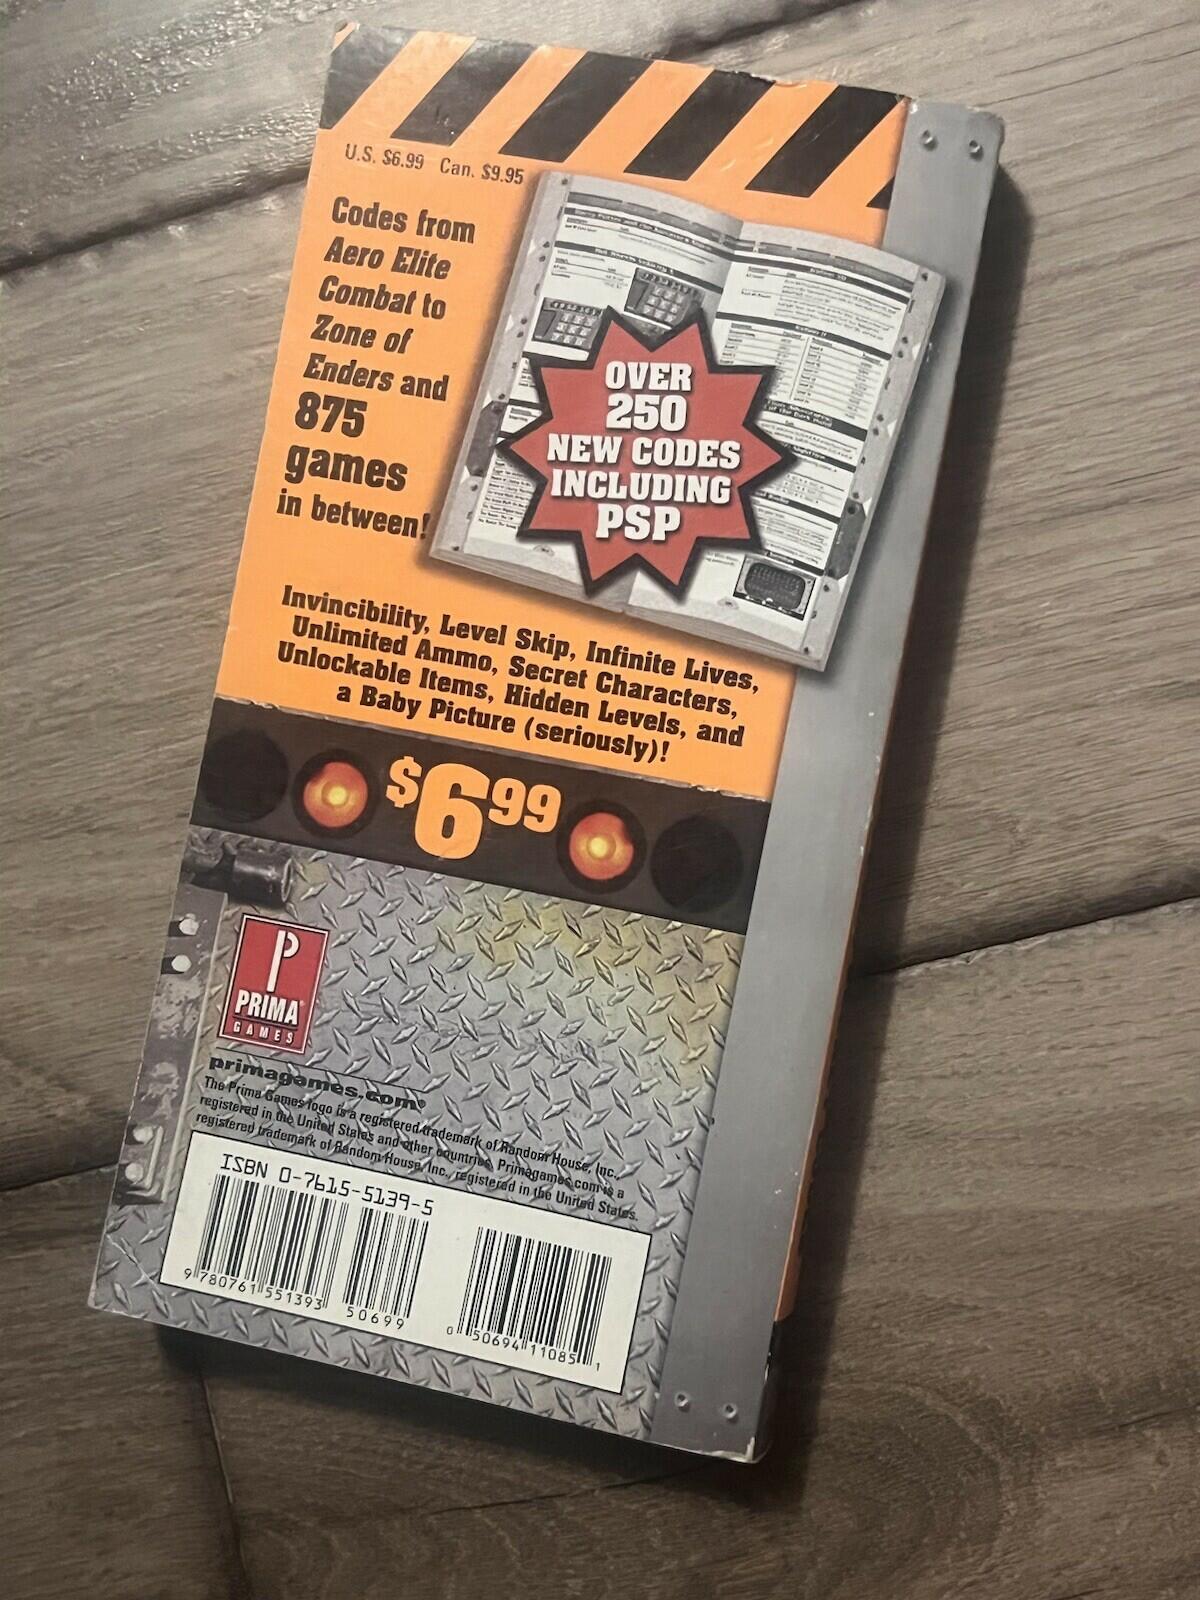 U.S. $6.99 Can. $9.95
Codes from
Aero Elite
Combat to
Zone of
Enders and
875
games
in between!
OVER
250
NEW CODES
INCLUDING
PSP
Invincibility, Level Skip, Infinite Lives,
Unlimited Ammo, Secret Characters,
Unlockable Items, Hidden Levels, and
a Baby Picture (seriously)!
$6.99
P
PRIMA®
GAMES
primagames.com®
The Prima Games logo is a registered trademark of Random House, Inc.,
registered in the United States and other countries. Primagames.com is a
registered trademark of Random House, Inc., registered in the United States.
ISBN 0-7615-5139-5
9 780761 551393
50699
0 50694 11085 1